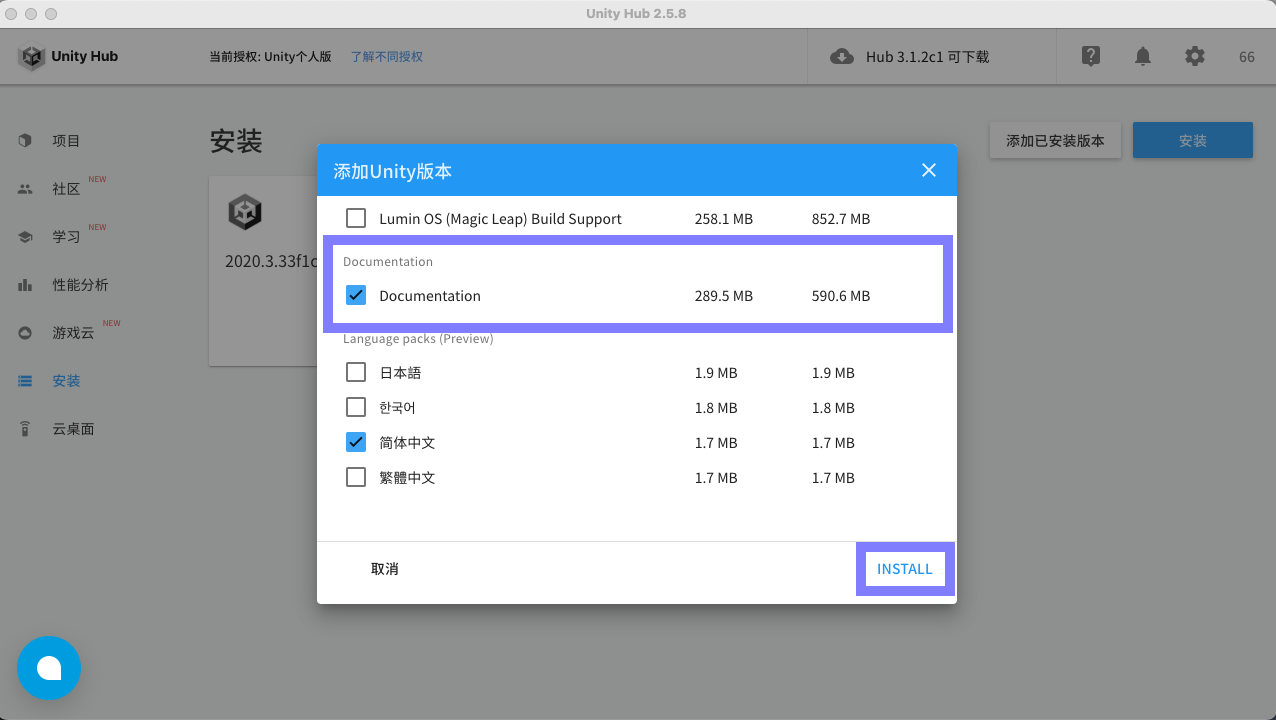 Unity Hub 2.5.8
Unity Hub
当前授权: Unity个人版 了解不同授权
Hub 3.1.2c1 可下载
66
项目
社区 NEW
学习 NEW
性能分析
游戏云 NEW
安装
云桌面
安装
添加已安装版本
安装
2020.3.33f1c
添加Unity版本
Lumin OS (Magic Leap) Build Support 258.1 MB 852.7 MB
Documentation
Documentation 289.5 MB 590.6 MB
Language packs (Preview)
日本語 1.9 MB 1.9 MB
한국어 1.8 MB 1.8 MB
简体中文 1.7 MB 1.7 MB
繁體中文 1.7 MB 1.7 MB
取消
INSTALL